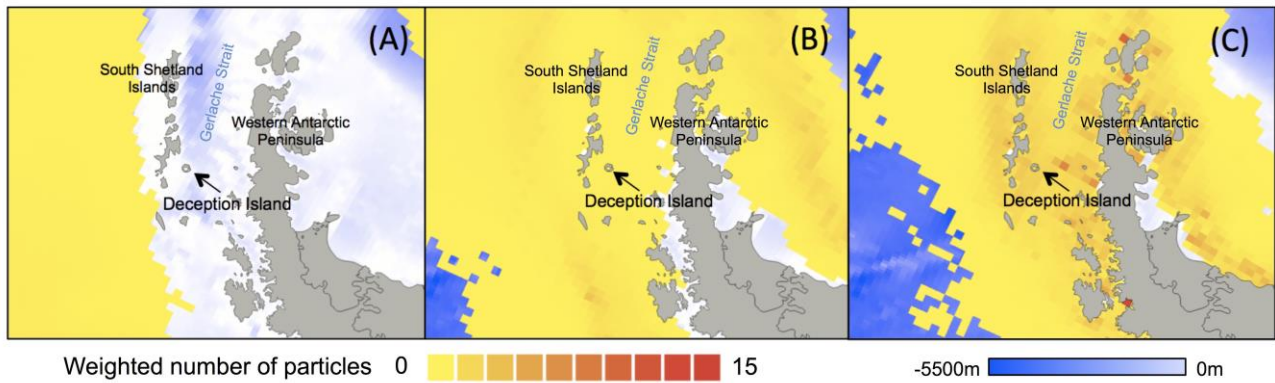 (A)
South Shetland
Islands
Gerlache Strait
Western Antarctic
Peninsula
Deception Island
(B)
South Shetland
Islands
Gerlache Strait
Western Antarctic
Peninsula
Deception Island
(C)
South Shetland
Islands
Gerlache Strait
Western Antarctic
Peninsula
Deception Island
Weighted number of particles 0 15
-5500m 0m